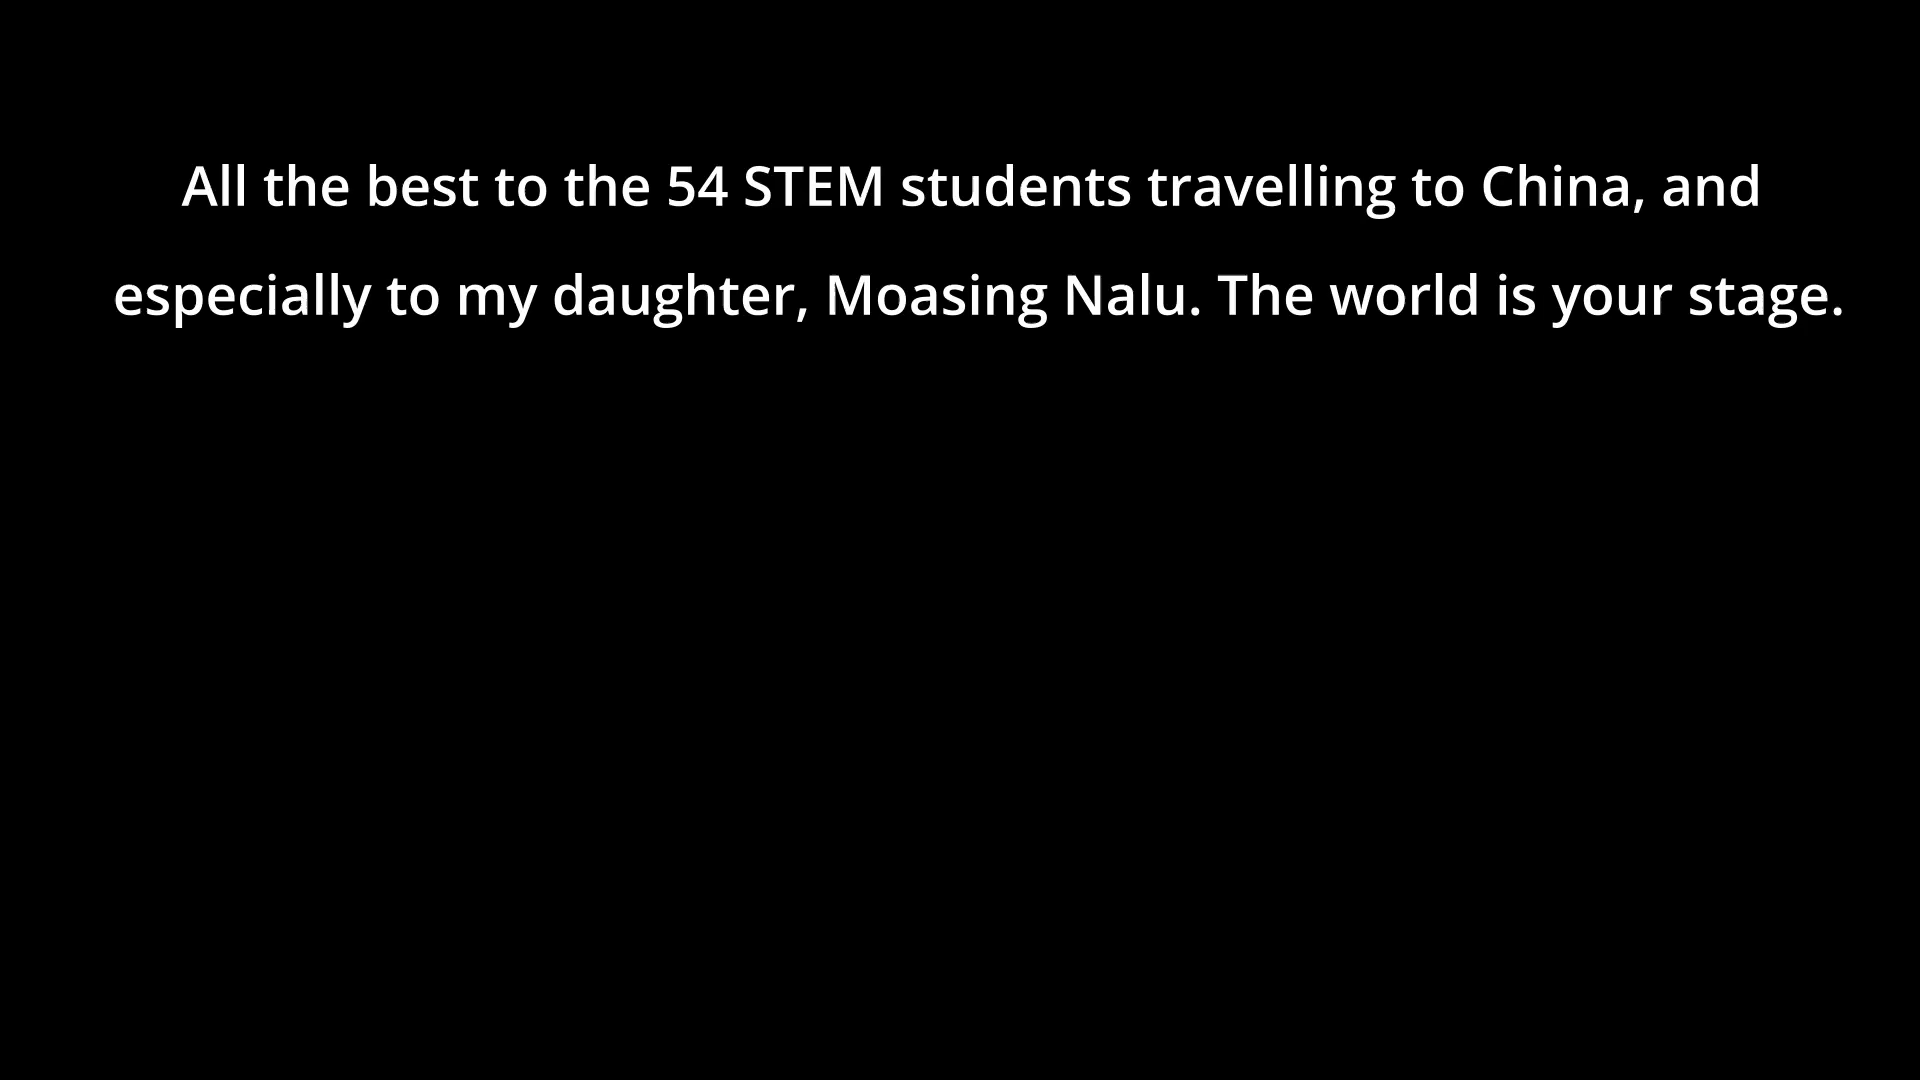 All the best to the 54 STEM students travelling to China, and
especially to my daughter, Moasing Nalu. The world is your stage.